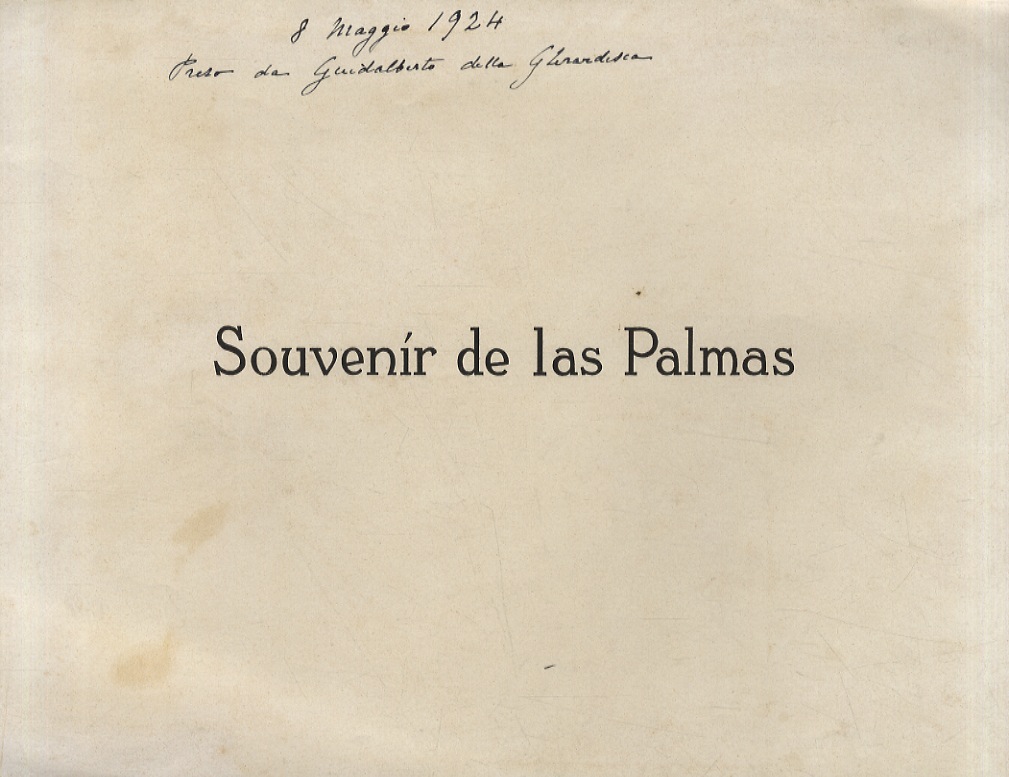 8 Maggio 1924
Preso da Guidalberto della Gherardesca
Souvenír de las Palmas